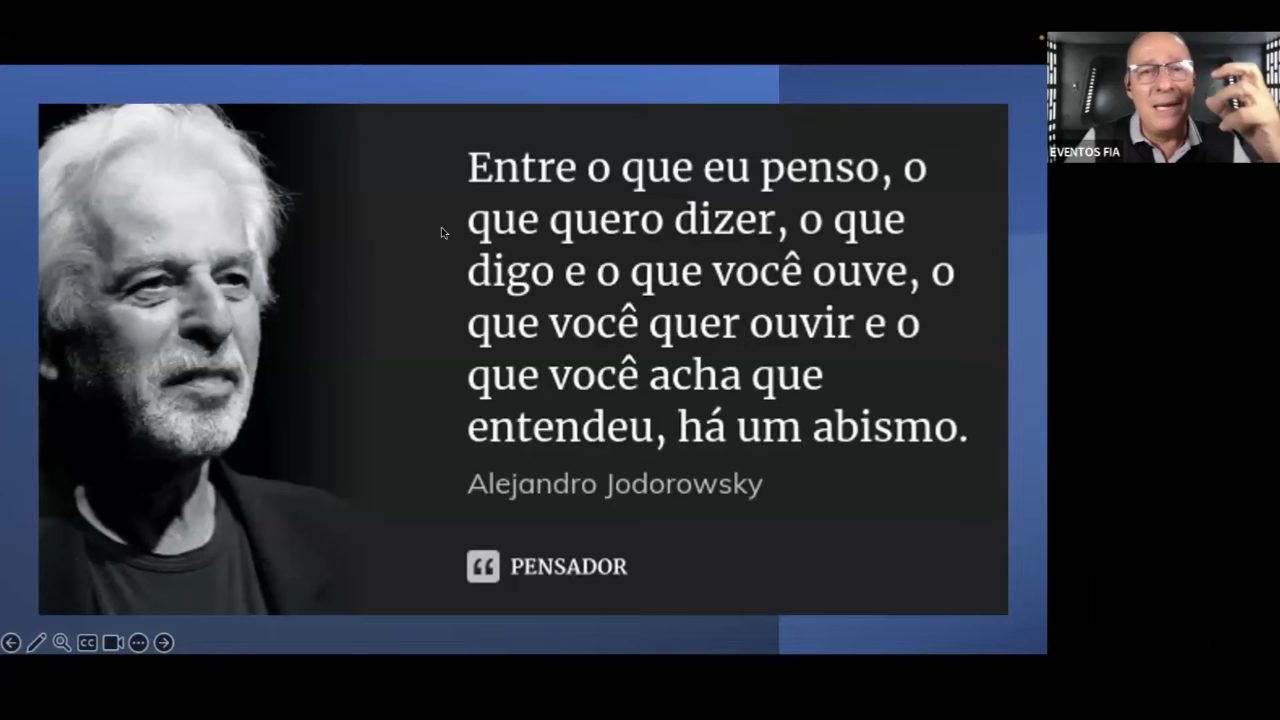 EVENTOS FIA
Entre o que eu penso, o
que quero dizer, o que
digo e o que você ouve, o
que você quer ouvir e o
que você acha que
entendeu, há um abismo.
Alejandro Jodorowsky
PENSADOR
CC